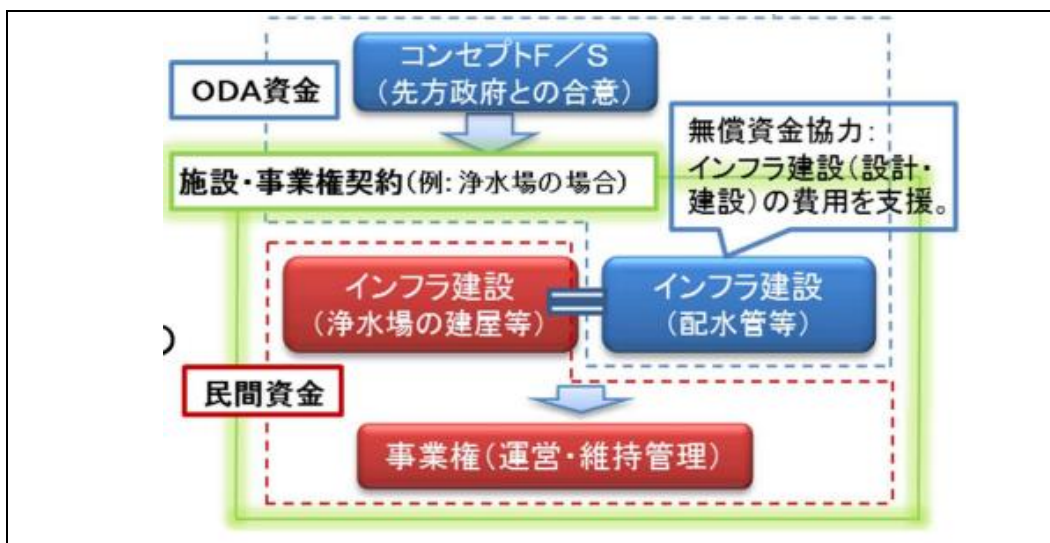 コンセプトF/S
(先方政府との合意)
ODA資金
無償資金協力:
インフラ建設(設計・
建設)の費用を支援。
施設・事業権契約(例:浄水場の場合)
インフラ建設
(浄水場の建屋等)
インフラ建設
(配水管等)
民間資金
事業権(運営・維持管理)